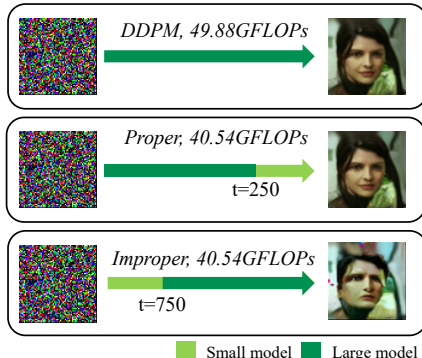 DDPM, 49.88GFLOPs
Proper, 40.54GFLOPs
t=250
Improper, 40.54GFLOPs
t=750
Small model Large model